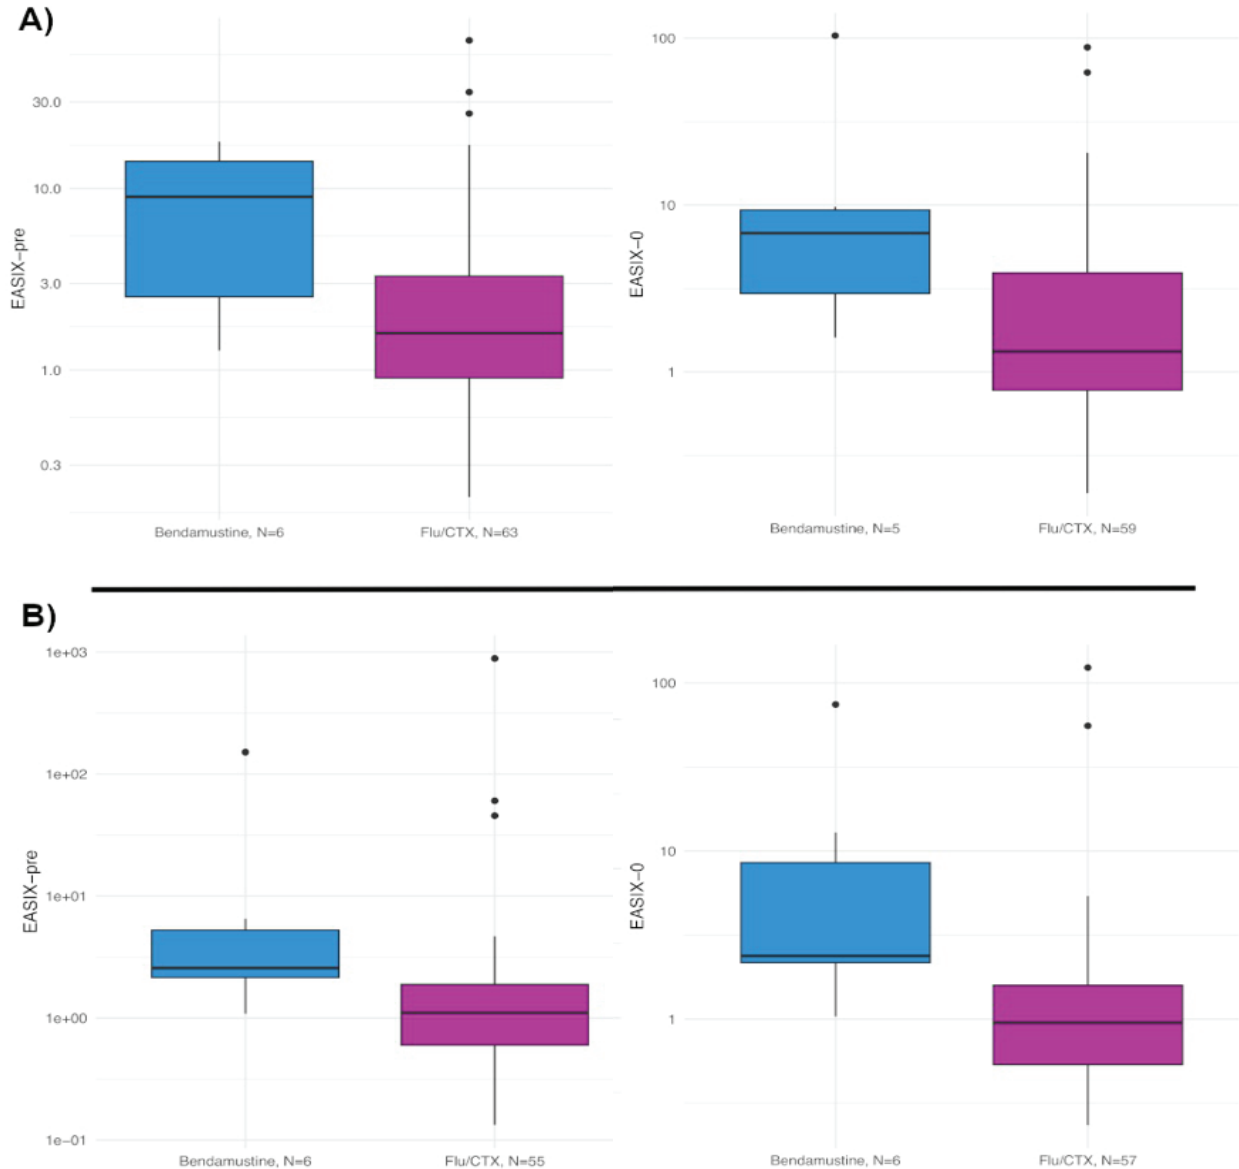 A)
EASIX-pre
30.0
10.0
3.0
1.0
0.3
Bendamustine, N=6
Flu/CTX, N=63
EASIX-0
100
10
1
Bendamustine, N=5
Flu/CTX, N=59
B)
EASIX-pre
1e+03
1e+02
1e+01
1e+00
1e-01
Bendamustine, N=6
Flu/CTX, N=55
EASIX-0
100
10
1
Bendamustine, N=6
Flu/CTX, N=57